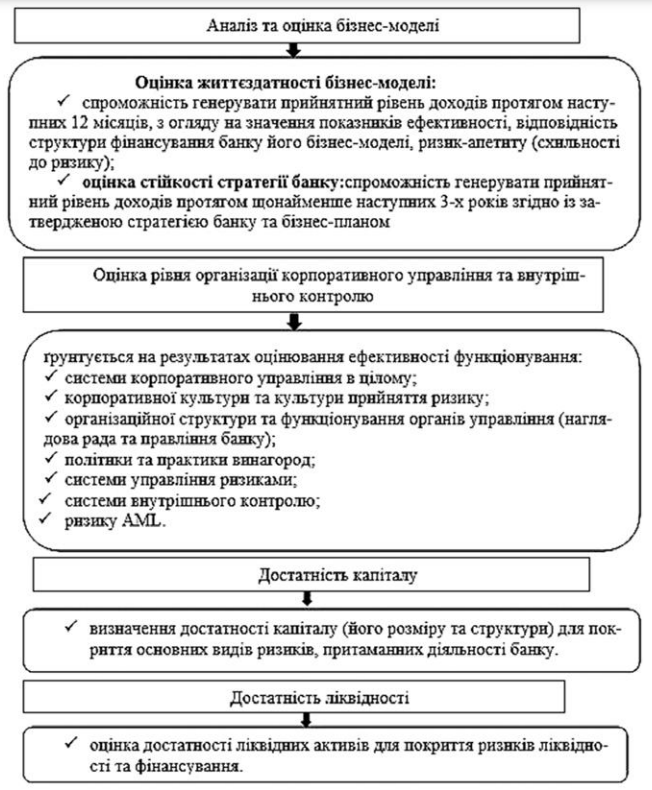 Аналіз та оцінка бізнес-моделі
Оцінка життєздатності бізнес-моделі:
✓ спроможність генерувати прийнятний рівень доходів протягом насту-
пних 12 місяців, з огляду на значення показників ефективності, відповідність
структури фінансування банку його бізнес-моделі, ризик-апетиту (схильності
до ризику);
✓ оцінка стійкості стратегії банку:спроможність генерувати прийнят-
ний рівень доходів протягом щонайменше наступних 3-х років згідно із за-
твердженою стратегією банку та бізнес-планом
Оцінка рівня організації корпоративного управління та внутріш-
нього контролю
ґрунтується на результатах оцінювання ефективності функціонування:
✓ системи корпоративного управління в цілому;
✓ корпоративної культури та культури прийняття ризику;
✓ організаційної структури та функціонування органів управління (нагля-
дова рада та правління банку);
✓ політики та практики винагород;
✓ системи управління ризиками;
✓ системи внутрішнього контролю;
✓ ризику AML.
Достатність капіталу
✓ визначення достатності капіталу (його розміру та структури) для пок-
риття основних видів ризиків, притаманних діяльності банку.
Достатність ліквідності
✓ оцінка достатності ліквідних активів для покриття ризиків ліквідно-
сті та фінансування.